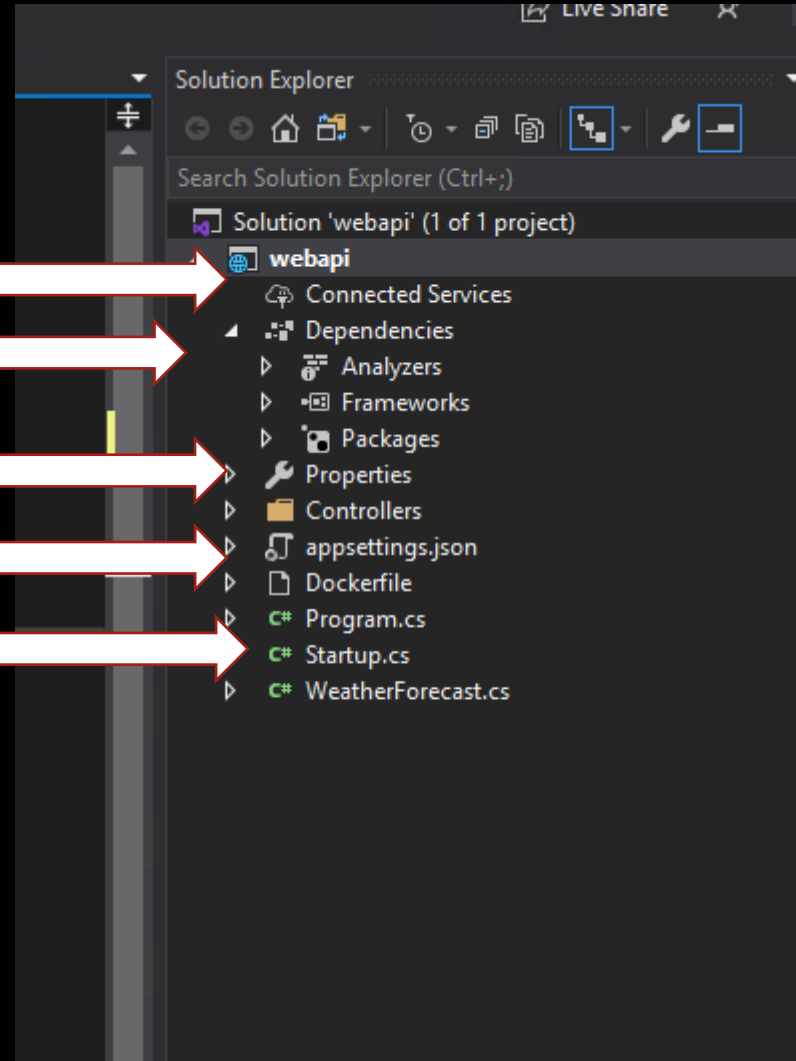 Live Share
Solution Explorer
Search Solution Explorer (Ctrl+;)
Solution 'webapi' (1 of 1 project)
webapi
Connected Services
Dependencies
Analyzers
Frameworks
Packages
Properties
Controllers
appsettings.json
Dockerfile
C# Program.cs
C# Startup.cs
C# WeatherForecast.cs